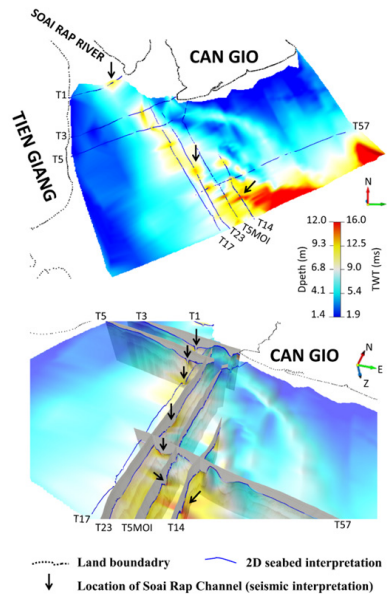 SOAI RAP RIVER
CAN GIO
T1
TIEN GIANG
T3
T5
T57
N
T14
T5MOI
T23
T17
Dpeth (m)
TWT (ms)
12.0 16.0
9.3 12.4
6.8 9.0
4.1 5.4
1.4 1.9
T5 T3 T1
CAN GIO
N
E
Z
T17
T23
T5MOI
T14
T57
Land boundadry
2D seabed interpretation
Location of Soai Rap Channel (seismic interpretation)